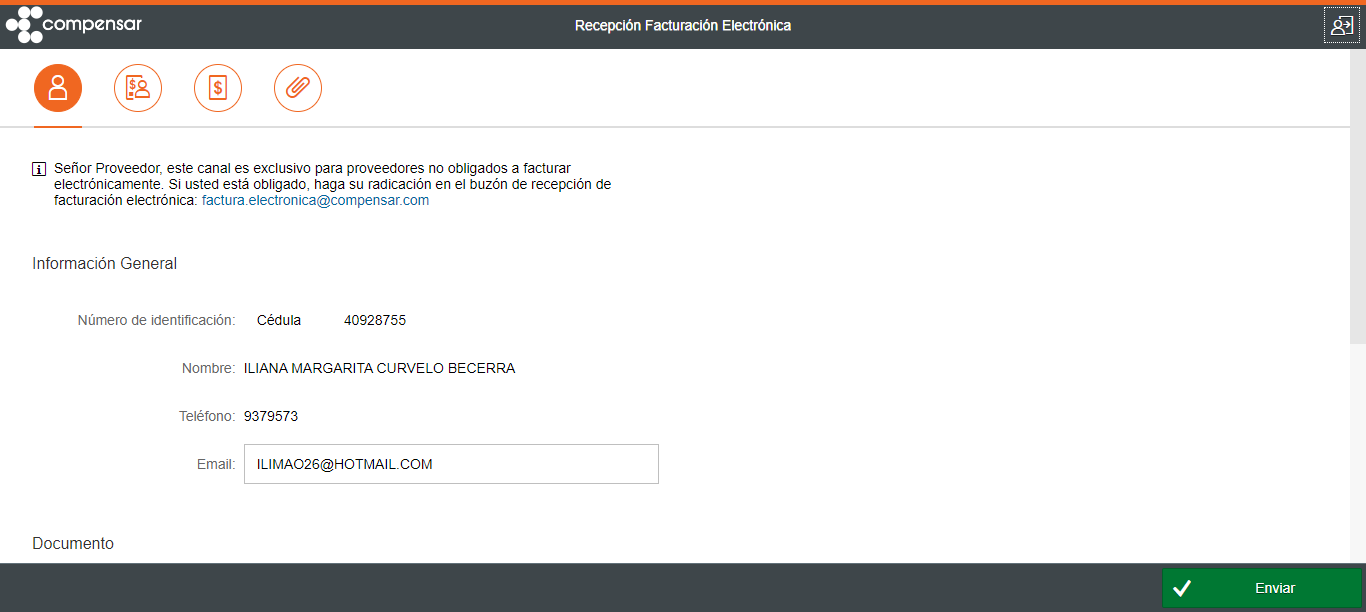 compensar
Recepción Facturación Electrónica
Señor Proveedor, este canal es exclusivo para proveedores no obligados a facturar
electrónicamente. Si usted está obligado, haga su radicación en el buzón de recepción de
facturación electrónica: factura.electronica@compensar.com
Información General
Número de identificación: Cédula 40928755
Nombre: ILIANA MARGARITA CURVELO BECERRA
Teléfono: 9379573
Email: ILIMAO26@HOTMAIL.COM
Documento
Enviar